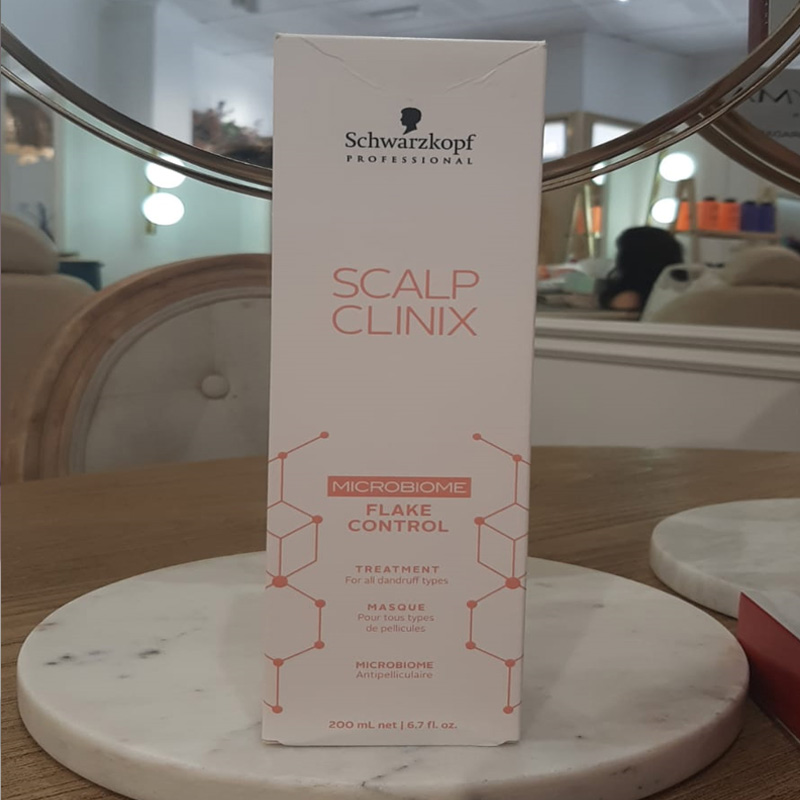 Schwarzkopf
PROFESSIONAL
SCALP
CLINIX
MICROBIOME
FLAKE
CONTROL
TREATMENT
For all dandruff types
MASQUE
Pour tous types
de pellicules
MICROBIOME
Antipelliculaire
200 mL net | 6.7 fl. oz.